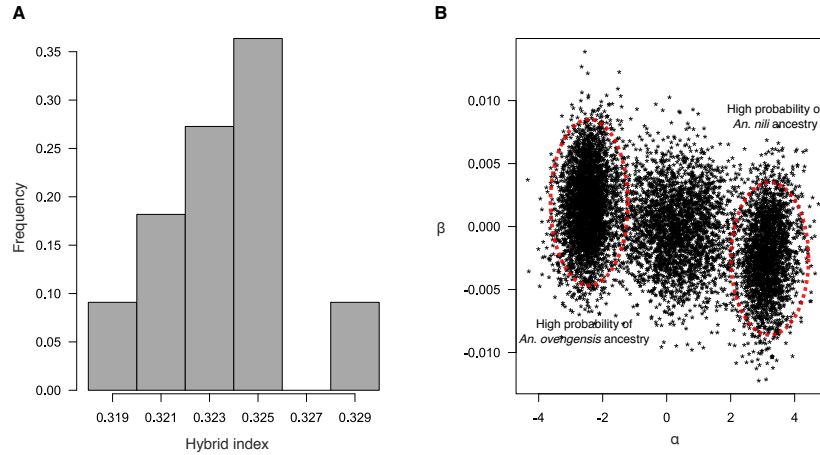 A
0.35
0.30
0.25
0.20
0.15
0.10
0.05
0.00
Frequency
0.319 0.321 0.323 0.325 0.327 0.329
Hybrid index
B
0.010
0.005
0.000
-0.005
-0.010
β
High probability o
An. nili ancestry
High probability of
An. ovengensis ancestry
-4 -2 0 2 4
α